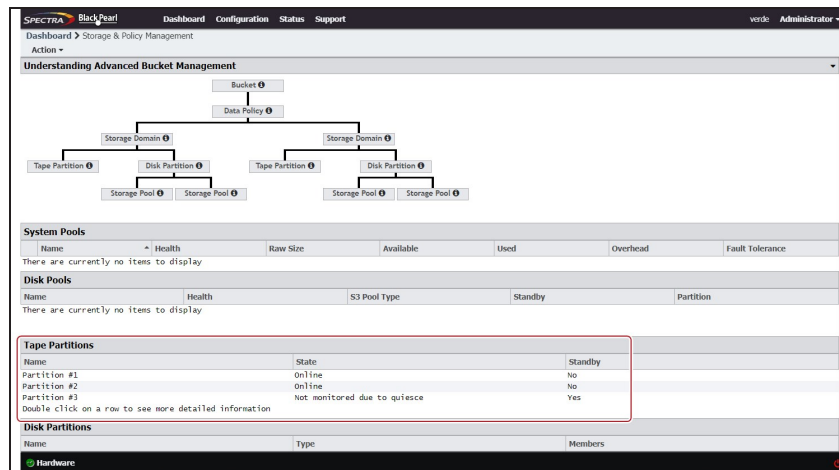 SPECTRA BlackPearl Dashboard Configuration Status Support verde Administrator
Dashboard > Storage & Policy Management
Action
Understanding Advanced Bucket Management
Bucket
Data Policy
Storage Domain Storage Domain
Tape Partition Disk Partition Tape Partition Disk Partition
Storage Pool Storage Pool Storage Pool Storage Pool
System Pools
Name Health Raw Size Available Used Overhead Fault Tolerance
There are currently no items to display
Disk Pools
Name Health S3 Pool Type Standby Partition
There are currently no items to display
Tape Partitions
Name State Standby
Partition #1 Online No
Partition #2 Online No
Partition #3 Not monitored due to quiesce Yes
Double click on a row to see more detailed information
Disk Partitions
Name Type Members
Hardware